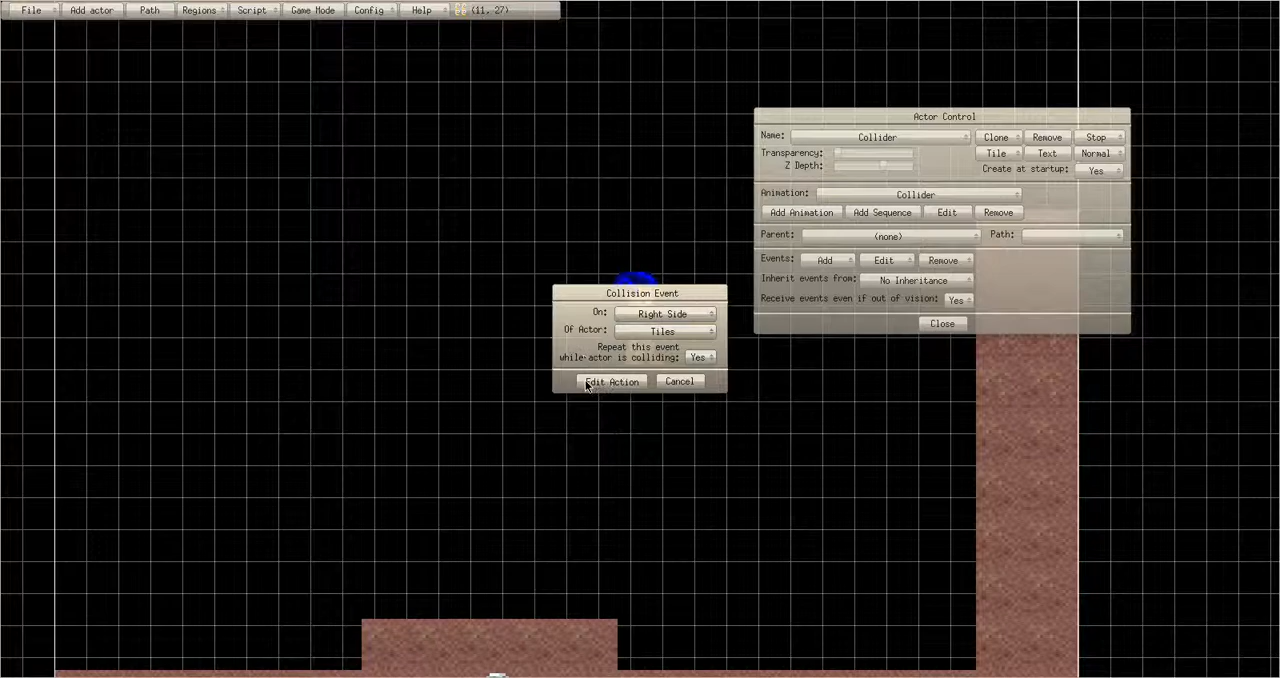 File Add actor Path Regions Script Game Mode Config Help (11, 27)
Actor Control
Name: Collider Clone Remove Stop
Transparency: Tile Text Normal
Z Depth: Create at startup: Yes
Animation: Collider
Add Animation Add Sequence Edit Remove
Parent: (none) Path:
Events: Add Edit Remove
Inherit events from: No Inheritance
Receive events even if out of vision: Yes
Close
Collision Event
On: Right Side
Of Actor: Tiles
Repeat this event
while actor is colliding: Yes
Edit Action Cancel